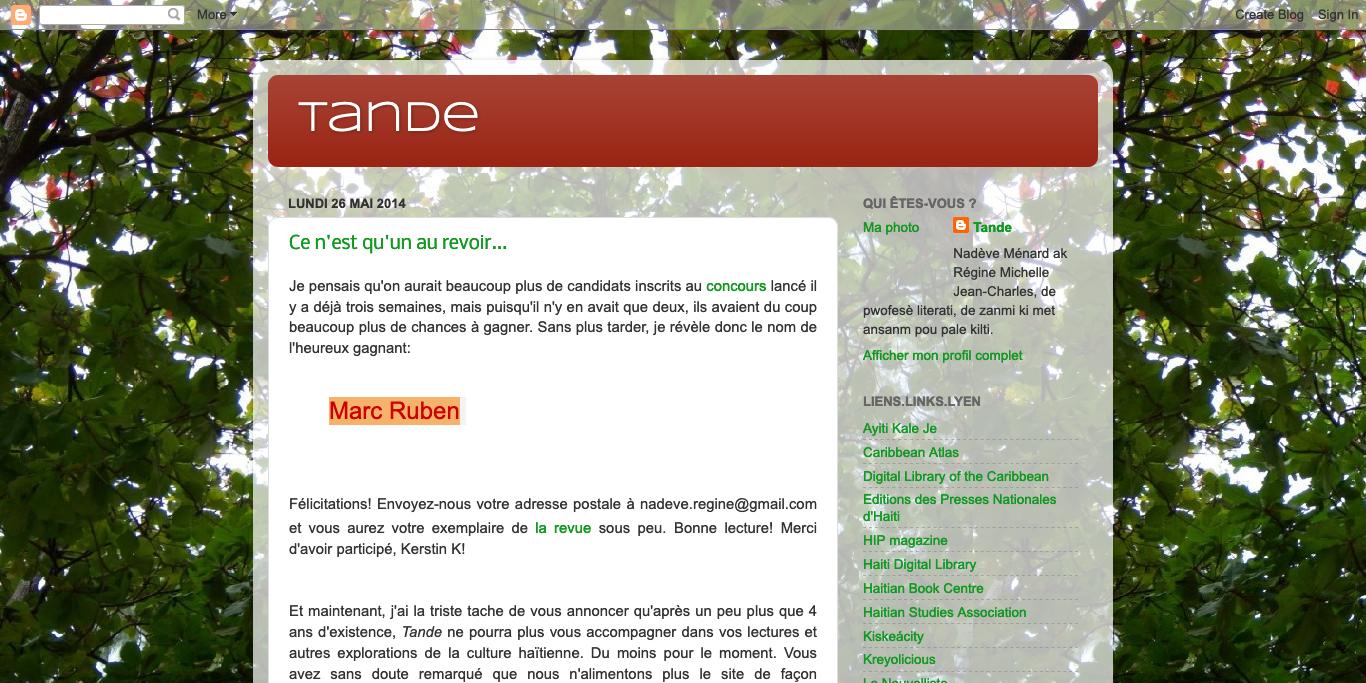 More
Create Blog
Sign In
Tande
LUNDI 26 MAI 2014
Ce n'est qu'un au revoir...
Je pensais qu'on aurait beaucoup plus de candidats inscrits au concours lancé il
y a déjà trois semaines, mais puisqu'il n'y en avait que deux, ils avaient du coup
beaucoup plus de chances à gagner. Sans plus tarder, je révèle donc le nom de
l'heureux gagnant:
Marc Ruben
Félicitations! Envoyez-nous votre adresse postale à nadeve.regine@gmail.com
et vous aurez votre exemplaire de la revue sous peu. Bonne lecture! Merci
d'avoir participé, Kerstin K!
Et maintenant, j'ai la triste tache de vous annoncer qu'après un peu plus que 4
ans d'existence, Tande ne pourra plus vous accompagner dans vos lectures et
autres explorations de la culture haïtienne. Du moins pour le moment. Vous
avez sans doute remarqué que nous n'alimentons plus le site de façon
QUI ÊTES-VOUS ?
Ma photo
Tande
Nadève Ménard ak
Régine Michelle
Jean-Charles, de
pwofesè literati, de zanmi ki met
ansanm pou pale kilti.
Afficher mon profil complet
LIENS.LINKS.LYEN
Ayiti Kale Je
Caribbean Atlas
Digital Library of the Caribbean
Editions des Presses Nationales
d'Haiti
HIP magazine
Haiti Digital Library
Haitian Book Centre
Haitian Studies Association
Kiskeácity
Kreyolicious
Le Nouvelliste